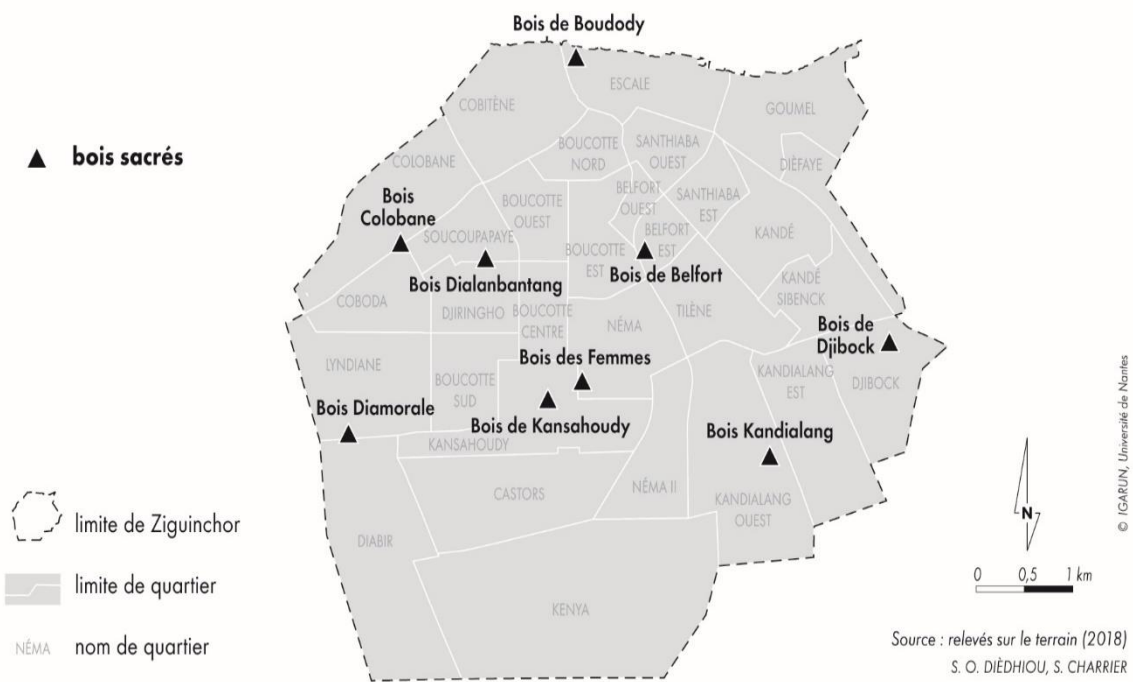 Bois de Boudody
ESCALE
COBITÈNE
GOUMEL
bois sacrés
COLOBANE
BOUCOTTE
NORD
SANTHIABA
OUEST
DIÈFAYE
Bois
Colobane
SOUCOUPAPAYE
BOUCOTTE
OUEST
BELFORT
OUEST
SANTHIABA
EST
BELFORT
EST
KANDÉ
BOUCOTTE
EST
Bois Dialanbantang
Bois de Belfort
KANDÉ
SIBENCK
COBODA
DJIRINGHO
BOUCOTTE
CENTRE
NÉMA
TILÈNE
Bois de
Djibock
LYNDIANE
BOUCOTTE
SUD
Bois des Femmes
KANDIALANG
EST
DJIBOCK
Bois Diamorale
Bois de Kansahoudy
Bois Kandialang
KANSAHOUDY
CASTORS
NÉMA II
KANDIALANG
OUEST
DIABIR
KENYA
limite de Ziguinchor
limite de quartier
NÉMA
nom de quartier
N
0 0,5 1 km
© IGARUN, Université de Nantes
Source : relevés sur le terrain (2018)
S. O. DIÈDHIOU, S. CHARRIER